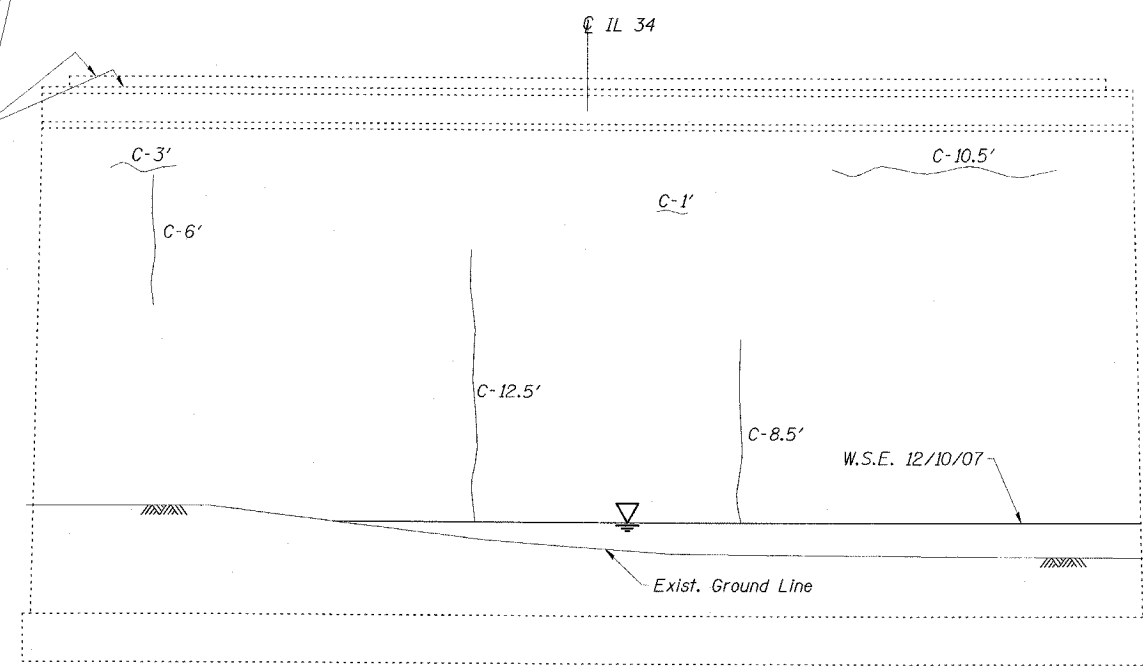 ℄ IL 34
C-3'
C-10.5'
C-1'
C-6'
C-12.5'
C-8.5'
W.S.E. 12/10/07
Exist. Ground Line